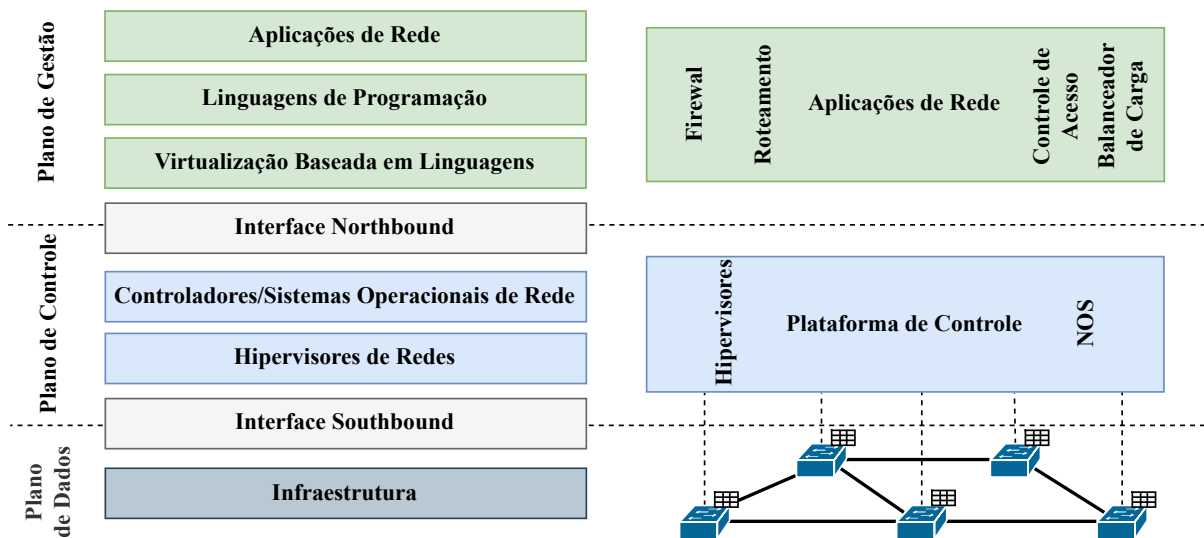 Plano de Gestão
Aplicações de Rede
Linguagens de Programação
Virtualização Baseada em Linguagens
Interface Northbound
Plano de Controle
Controladores/Sistemas Operacionais de Rede
Hipervisores de Redes
Interface Southbound
Plano
de Dados
Infraestrutura
Firewal
Roteamento
Aplicações de Rede
Controle de
Acesso
Balanceador
de Carga
Hipervisores
Plataforma de Controle
NOS